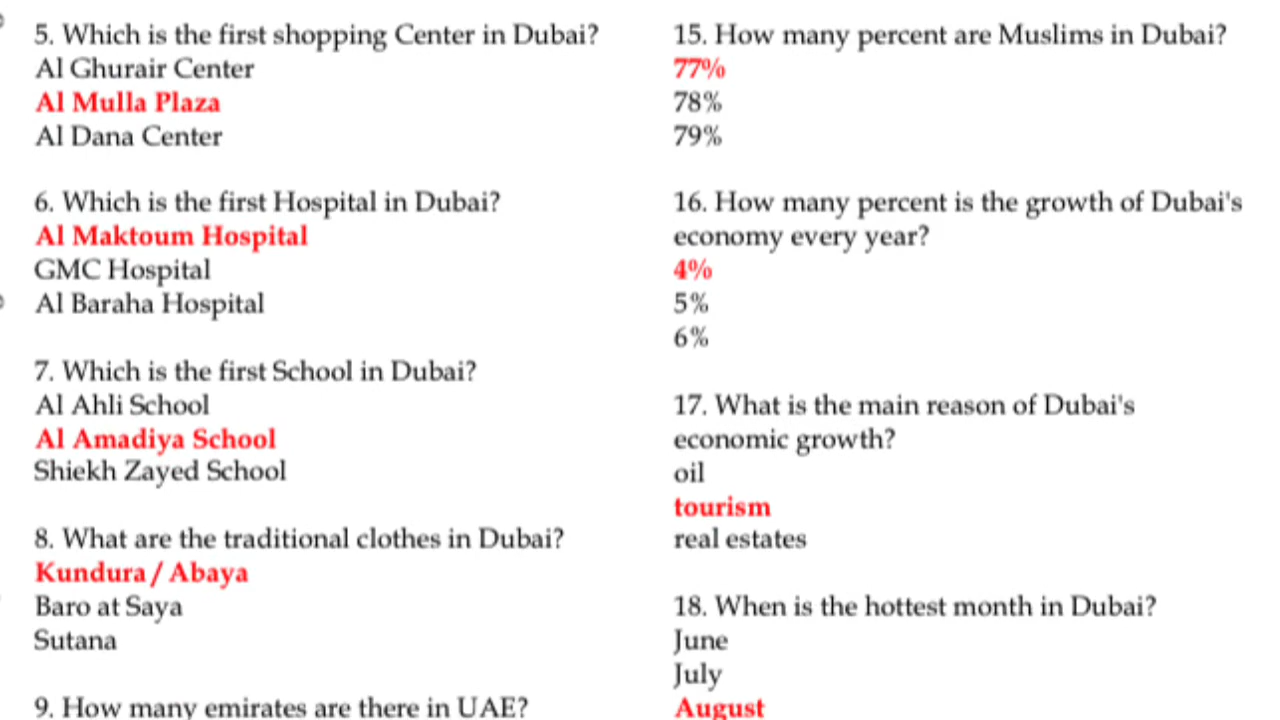 5. Which is the first shopping Center in Dubai?
Al Ghurair Center
Al Mulla Plaza
Al Dana Center
6. Which is the first Hospital in Dubai?
Al Maktoum Hospital
GMC Hospital
Al Baraha Hospital
7. Which is the first School in Dubai?
Al Ahli School
Al Amadiya School
Shiekh Zayed School
8. What are the traditional clothes in Dubai?
Kundura / Abaya
Baro at Saya
Sutana
9. How many emirates are there in UAE?
15. How many percent are Muslims in Dubai?
77%
78%
79%
16. How many percent is the growth of Dubai's
economy every year?
4%
5%
6%
17. What is the main reason of Dubai's
economic growth?
oil
tourism
real estates
18. When is the hottest month in Dubai?
June
July
August